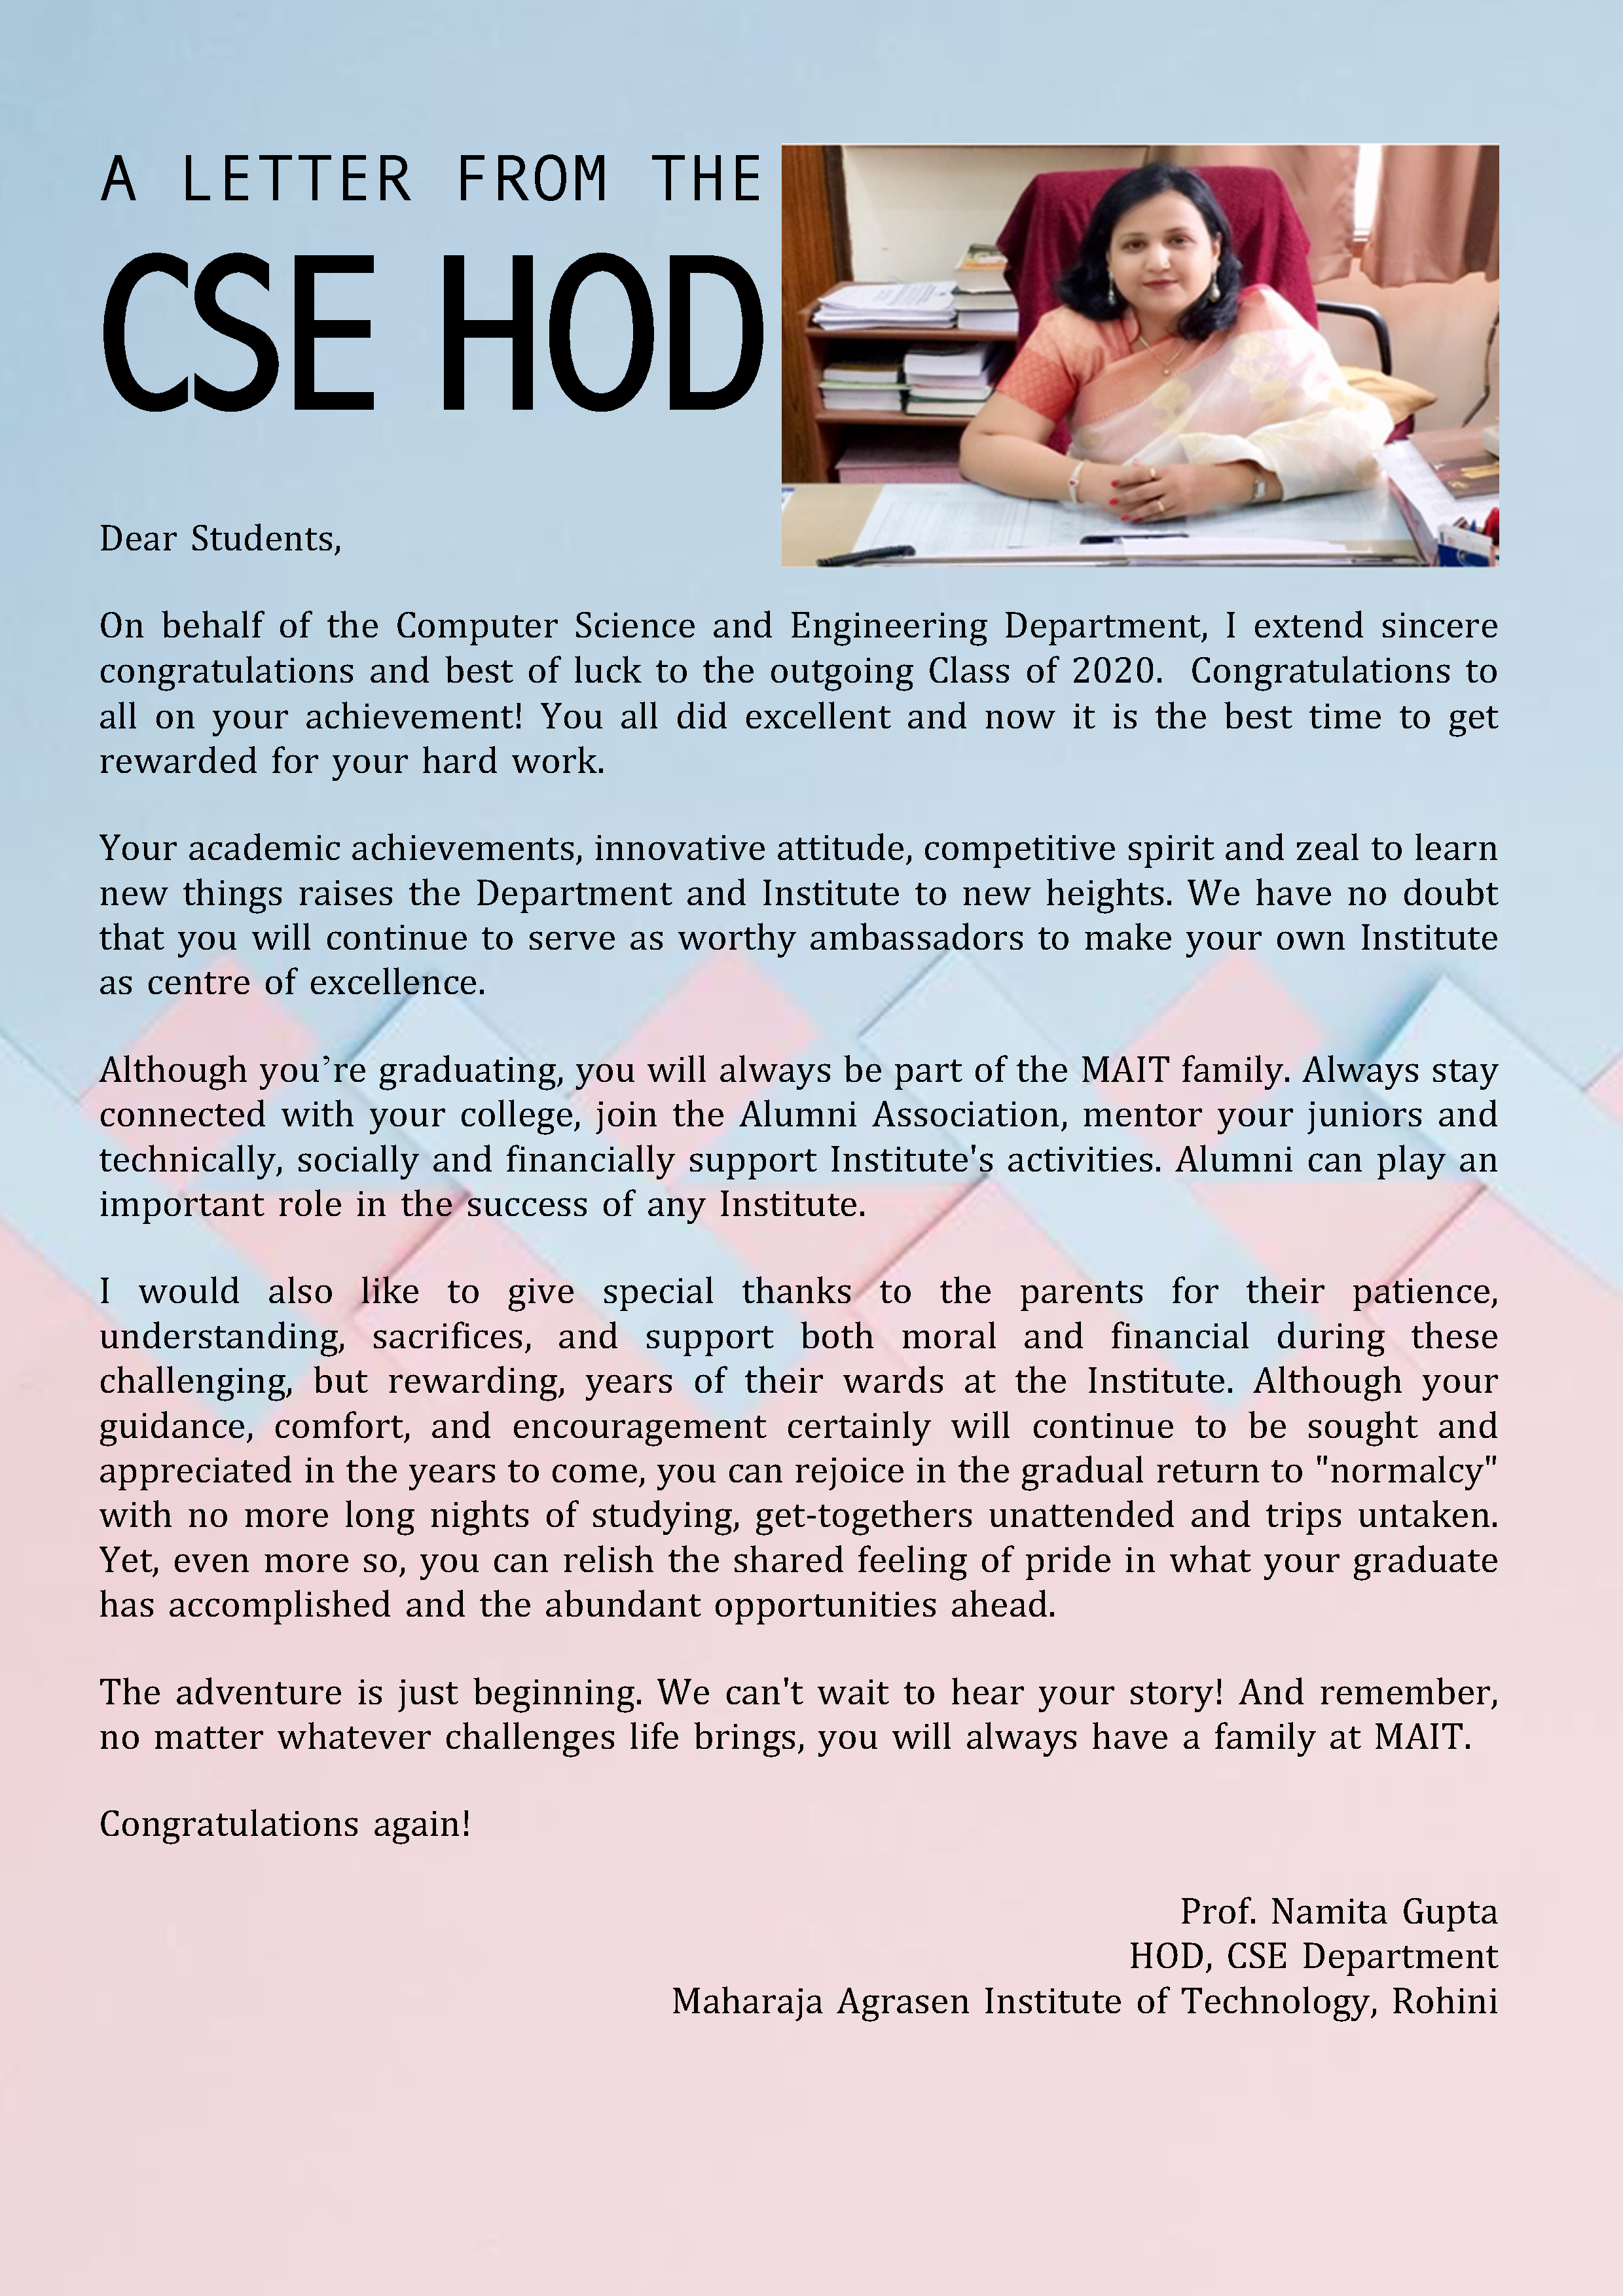 A LETTER FROM THE
CSE HOD
Dear Students,
On behalf of the Computer Science and Engineering Department, I extend sincere
congratulations and best of luck to the outgoing Class of 2020. Congratulations to
all on your achievement! You all did excellent and now it is the best time to get
rewarded for your hard work.
Your academic achievements, innovative attitude, competitive spirit and zeal to learn
new things raises the Department and Institute to new heights. We have no doubt
that you will continue to serve as worthy ambassadors to make your own Institute
as centre of excellence.
Although you’re graduating, you will always be part of the MAIT family. Always stay
connected with your college, join the Alumni Association, mentor your juniors and
technically, socially and financially support Institute's activities. Alumni can play an
important role in the success of any Institute.
I would also like to give special thanks to the parents for their patience,
understanding, sacrifices, and support both moral and financial during these
challenging, but rewarding, years of their wards at the Institute. Although your
guidance, comfort, and encouragement certainly will continue to be sought and
appreciated in the years to come, you can rejoice in the gradual return to "normalcy"
with no more long nights of studying, get-togethers unattended and trips untaken.
Yet, even more so, you can relish the shared feeling of pride in what your graduate
has accomplished and the abundant opportunities ahead.
The adventure is just beginning. We can't wait to hear your story! And remember,
no matter whatever challenges life brings, you will always have a family at MAIT.
Congratulations again!
Prof. Namita Gupta
HOD, CSE Department
Maharaja Agrasen Institute of Technology, Rohini